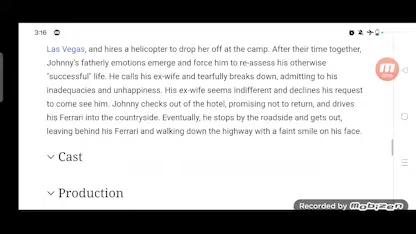 3:16
Las Vegas, and hires a helicopter to drop her off at the camp. After their time together,
Johnny's fatherly emotions emerge and force him to re-assess his otherwise
"successful" life. He calls his ex-wife and tearfully breaks down, admitting to his
inadequacies and unhappiness. His ex-wife seems indifferent and declines his request
to come see him. Johnny checks out of the hotel, promising not to return, and drives
his Ferrari into the countryside. Eventually, he stops by the roadside and gets out,
leaving behind his Ferrari and walking down the highway with a faint smile on his face.
Cast
Production
Recorded by mobizen